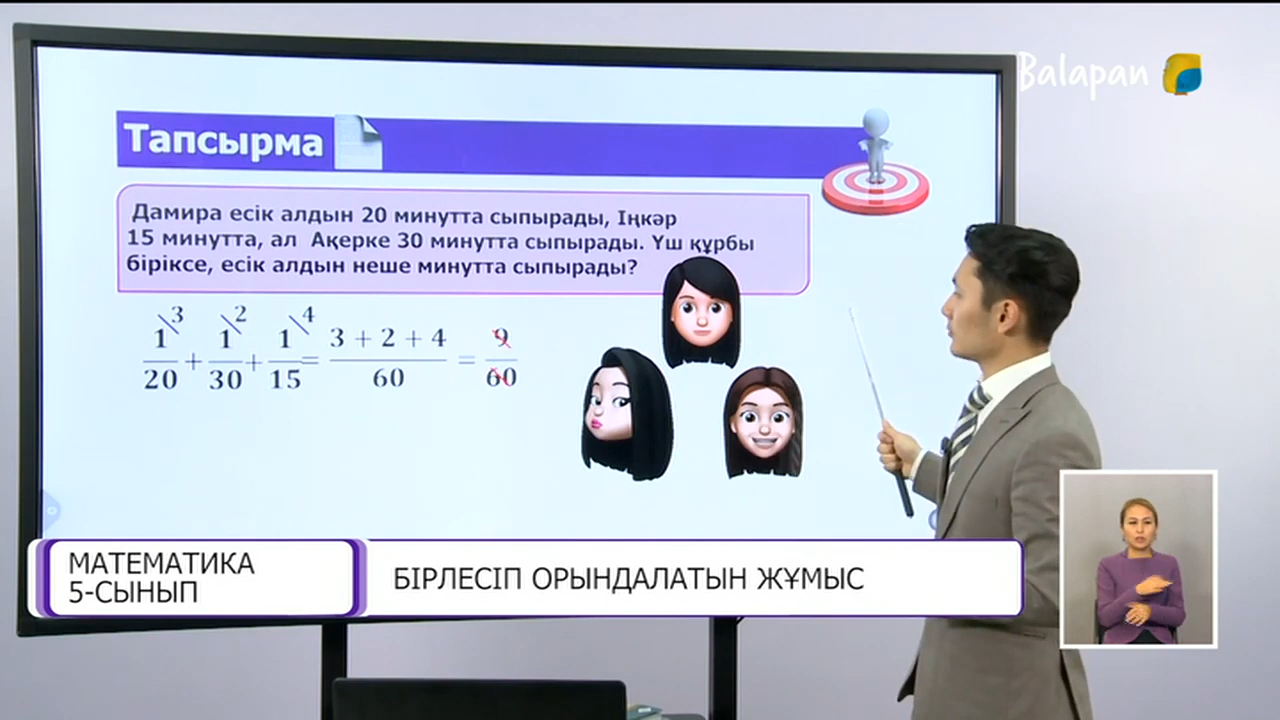 Balapan
Тапсырма
Дамира есік алдын 20 минутта сыпырады, Іңкәр
15 минутта, ал Ақерке 30 минутта сыпырады. Үш құрбы
біріксе, есік алдын неше минутта сыпырады?
1/20 \3 + 1/30 \2 + 1/15 \4 = (3 + 2 + 4)/60 = 9/60
МАТЕМАТИКА
5-СЫНЫП
БІРЛЕСІП ОРЫНДАЛАТЫН ЖҰМЫС